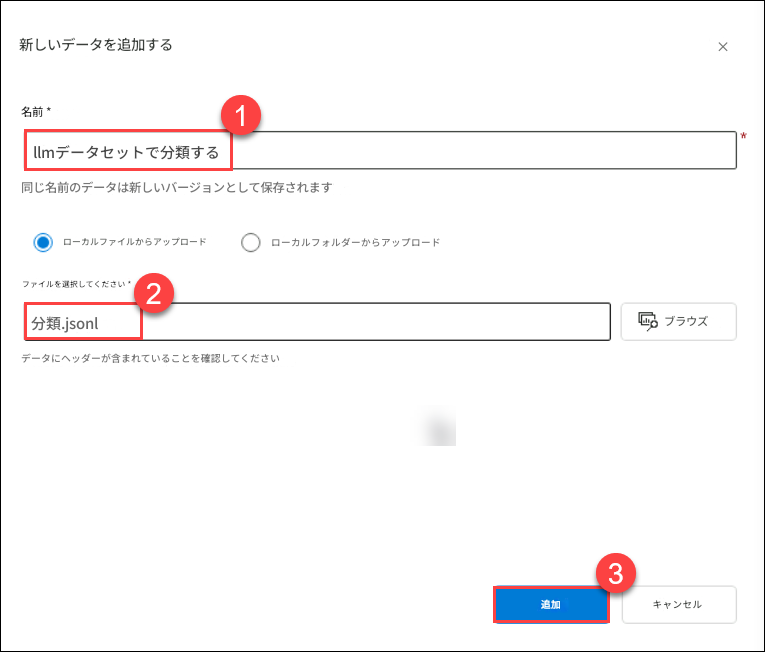 新しいデータを追加する
名前 *
1
llmデータセットで分類する
*
同じ名前のデータは新しいバージョンとして保存されます
ローカルファイルからアップロード
ローカルフォルダーからアップロード
ファイルを選択してください *
2
分類.jsonl
ブラウズ
データにヘッダーが含まれていることを確認してください
3
追加
キャンセル